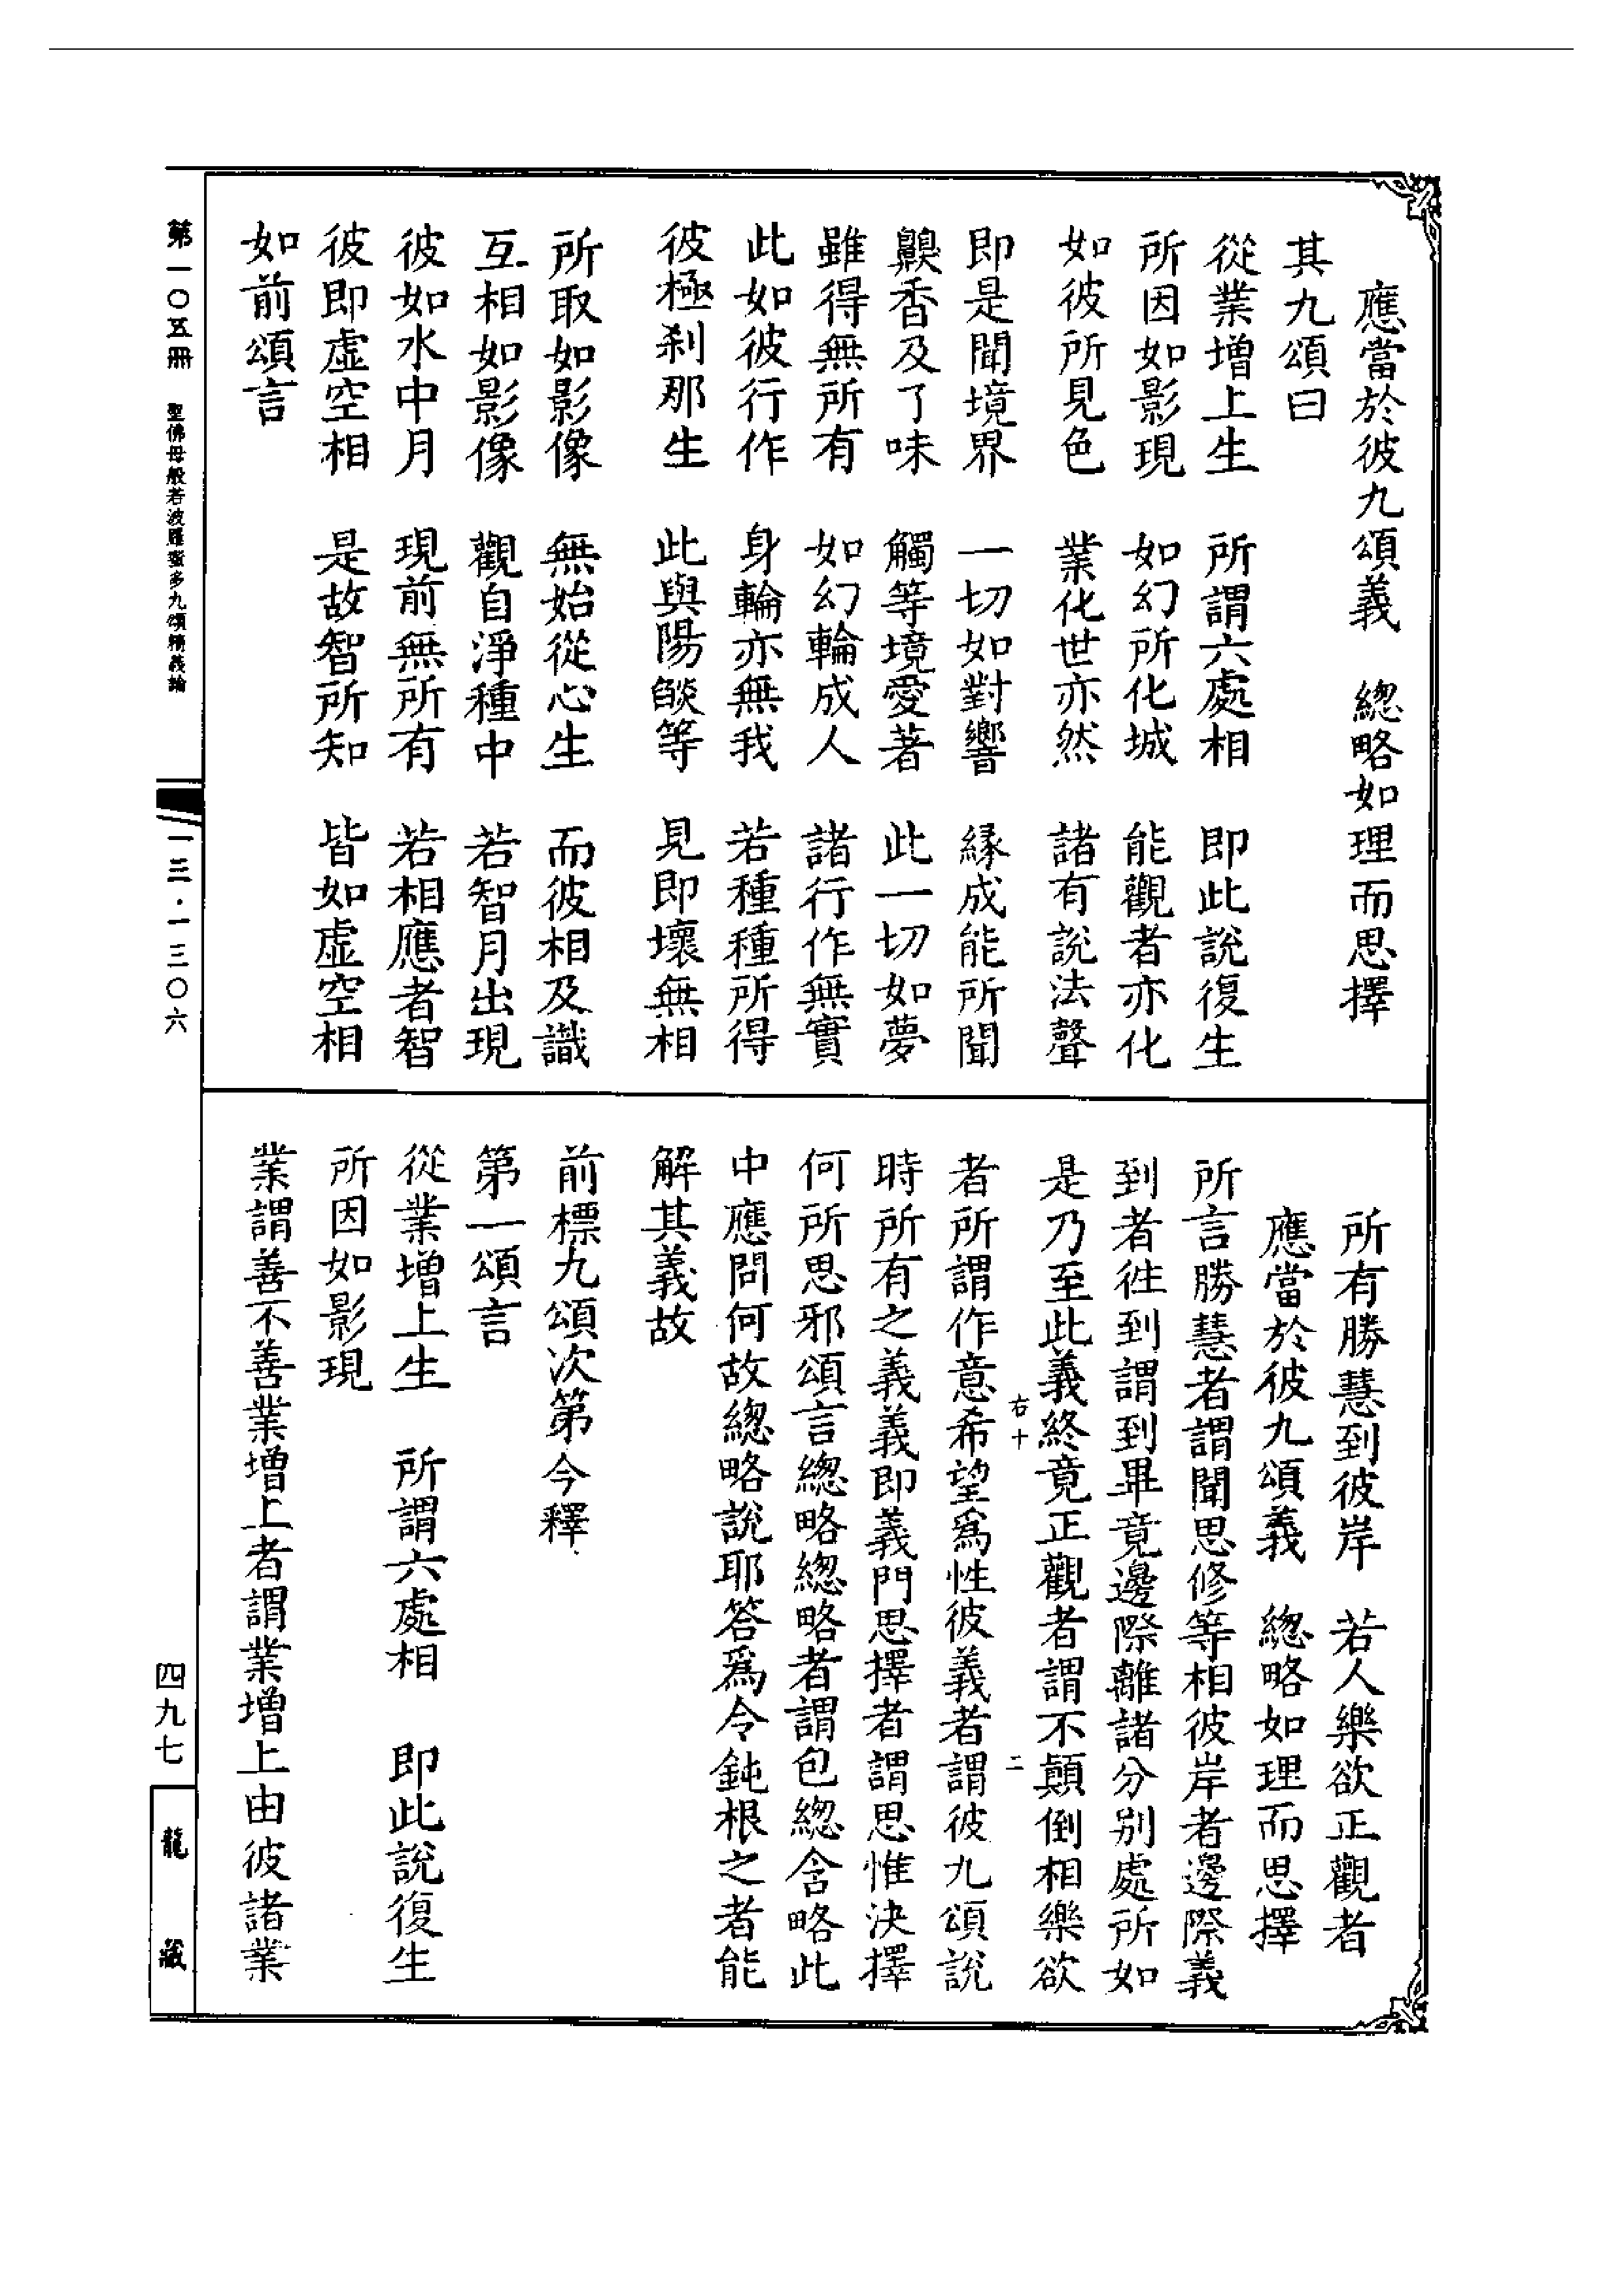 應當於彼九頌義　總略如理而思擇
其九頌曰
從業增上生　所謂六處相　即此說復生
所因如影現　如幻所化城　能觀者亦化
如彼所見色　業化世亦然　諸有說法聲
即是聞境界　一切如對響　緣成能所聞
齅香及了味　觸等境愛著　此一切如夢
雖得無所有　如幻輪成人　諸行作無實
此如彼行作　身輪亦無我　若種種所得
彼極剎那生　此與陽燄等　見即壞無相
所取如影像　無始從心生　而彼相及識
互相如影像　觀自淨種中　若智月出現
彼如水中月　現前無所有　若相應者智
彼即虛空相　是故智所知　皆如虛空相
如前頌言
所有勝慧到彼岸　若人樂欲正觀者
應當於彼九頌義　總略如理而思擇
所言勝慧者謂聞思修等相彼岸者邊際義
到者徃到謂到畢竟邊際離諸分別處所如
是乃至此義終竟正觀者謂不顛倒相樂欲
右十　二
者所謂作意希望爲性彼義者謂彼九頌說
時所有之義義即義門思擇者謂思惟決擇
何所思邪頌言總略總略者謂包總含略此
中應問何故總略說耶答爲令鈍根之者能
解其義故
前標九頌次第今釋
第一頌言
從業增上生　所謂六處相　即此說復生
所因如影現
業謂善不善業增上者謂業增上由彼諸業
第一〇五冊　聖佛母般若波羅蜜多九頌精義論
一三·一三〇六
四九七
龍藏